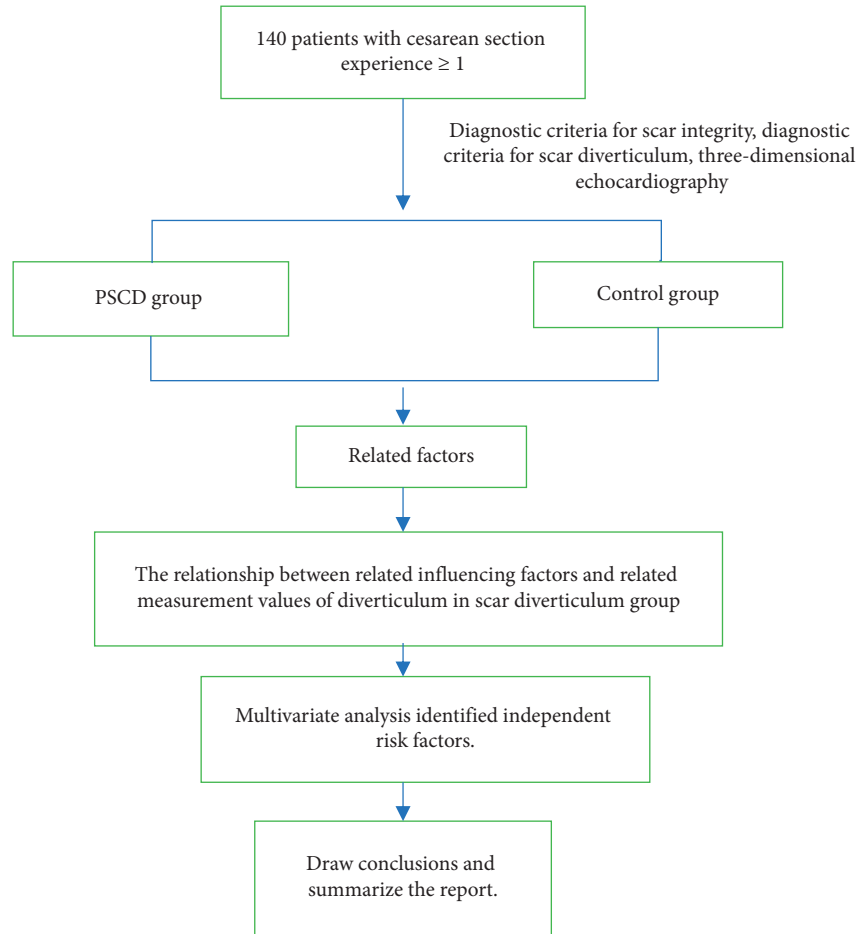 140 patients with cesarean section
experience ≥ 1
Diagnostic criteria for scar integrity, diagnostic
criteria for scar diverticulum, three-dimensional
echocardiography
PSCD group
Control group
Related factors
The relationship between related influencing factors and related
measurement values of diverticulum in scar diverticulum group
Multivariate analysis identified independent
risk factors.
Draw conclusions and
summarize the report.